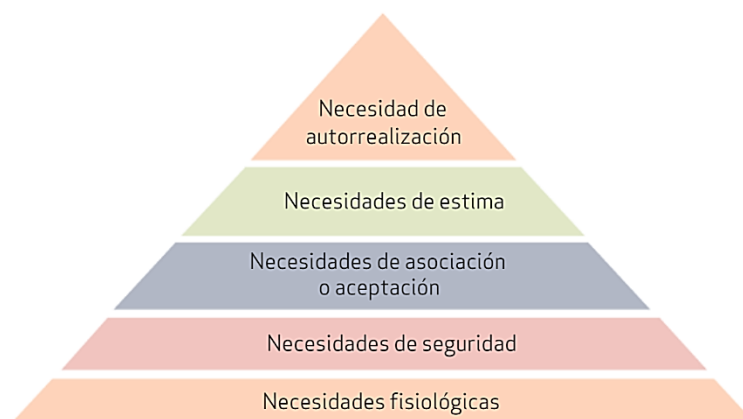 Necesidad de
autorrealización
Necesidades de estima
Necesidades de asociación
o aceptación
Necesidades de seguridad
Necesidades fisiológicas